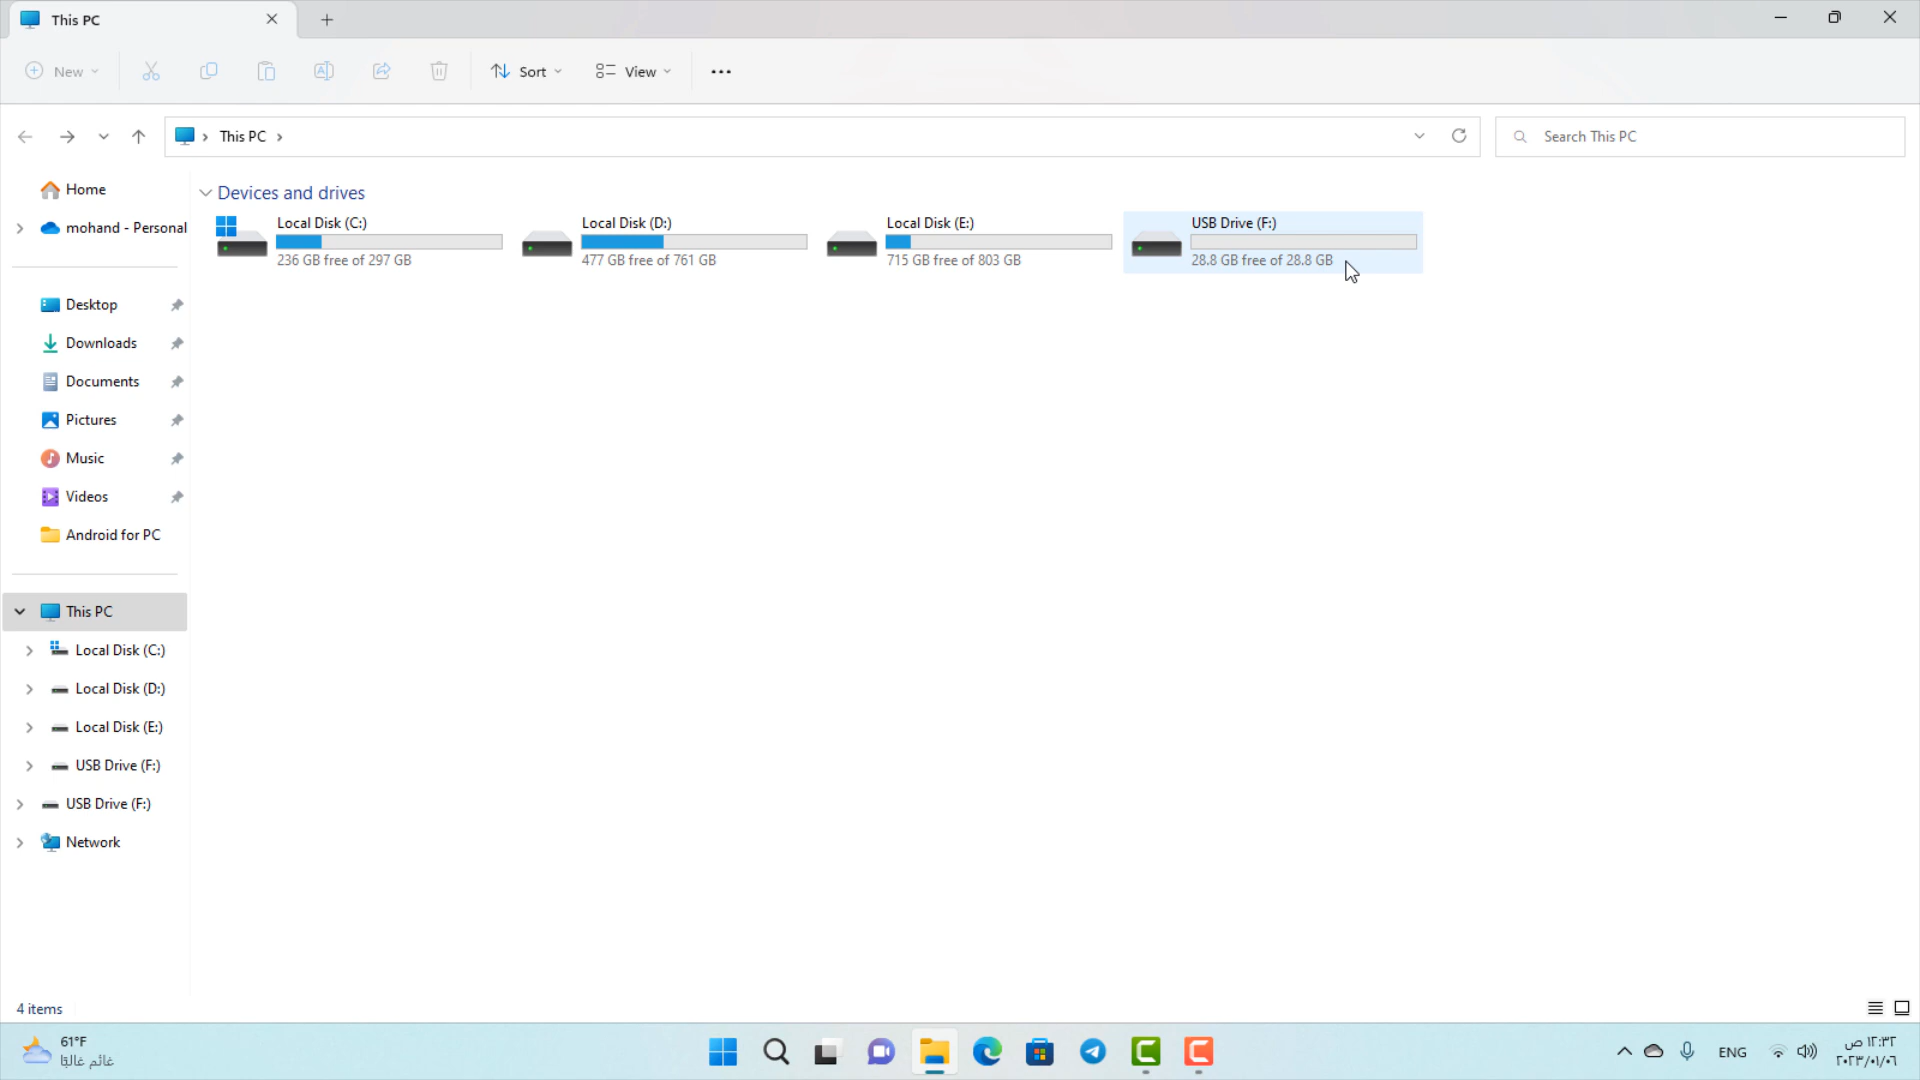 This PC
New
Sort
View
This PC
Search This PC
Home
mohand - Personal
Desktop
Downloads
Documents
Pictures
Music
Videos
Android for PC
This PC
Local Disk (C:)
Local Disk (D:)
Local Disk (E:)
USB Drive (F:)
USB Drive (F:)
Network
Devices and drives
Local Disk (C:)
236 GB free of 297 GB
Local Disk (D:)
477 GB free of 761 GB
Local Disk (E:)
715 GB free of 803 GB
USB Drive (F:)
28.8 GB free of 28.8 GB
4 items
61°F
غائم غالبًا
ENG
١٢:٣٢ ص
٢٠٢٣/٠١/٠٦